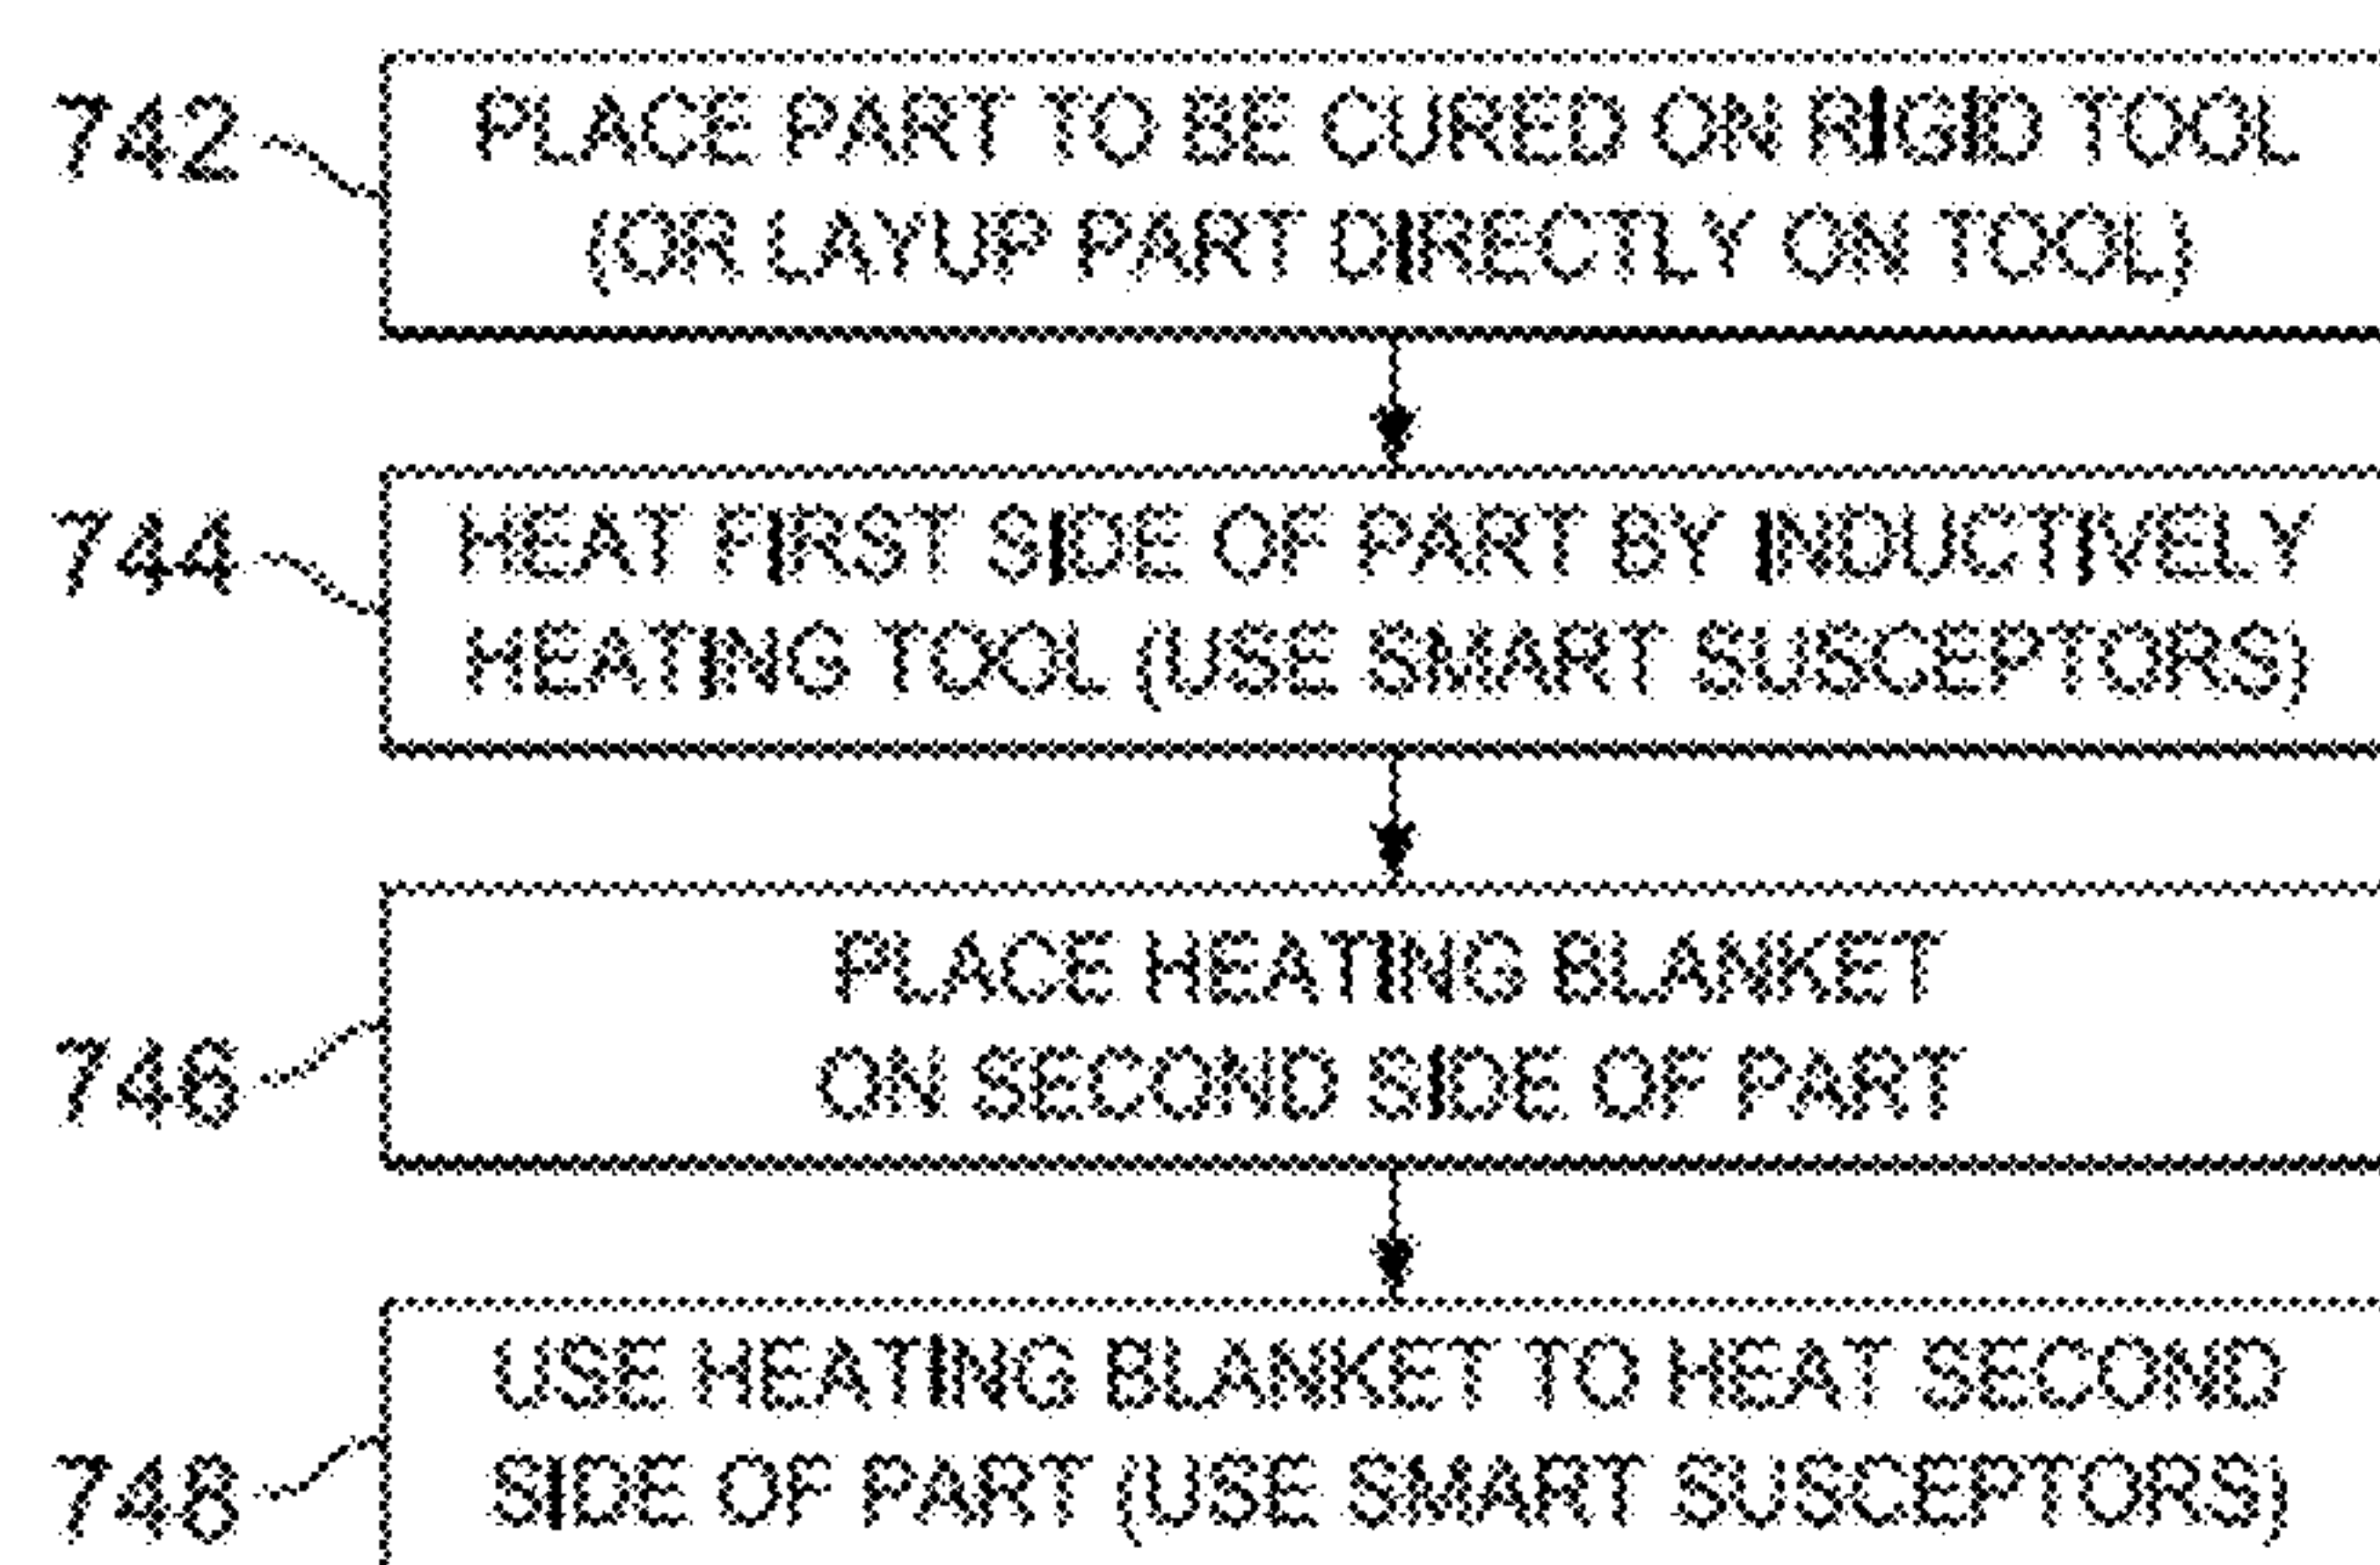 742
PLACE PART TO BE CURED ON RIGID TOOL
(OR LAYUP PART DIRECTLY ON TOOL)
744
HEAT FIRST SIDE OF PART BY INDUCTIVELY
HEATING TOOL (USE SMART SUSCEPTORS)
746
PLACE HEATING BLANKET
ON SECOND SIDE OF PART
748
USE HEATING BLANKET TO HEAT SECOND
SIDE OF PART (USE SMART SUSCEPTORS)